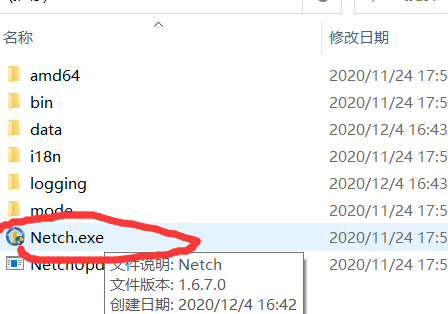 名称 修改日期
amd64 2020/11/24 17:5
bin 2020/11/24 17:5
data 2020/12/4 16:43
i18n 2020/11/24 17:5
logging 2020/12/4 16:43
mode 2020/11/24 17:5
Netch.exe 2020/11/24 17:5
NetchUpd 2020/11/24 17:5
文件说明: Netch
文件版本: 1.6.7.0
创建日期: 2020/12/4 16:42